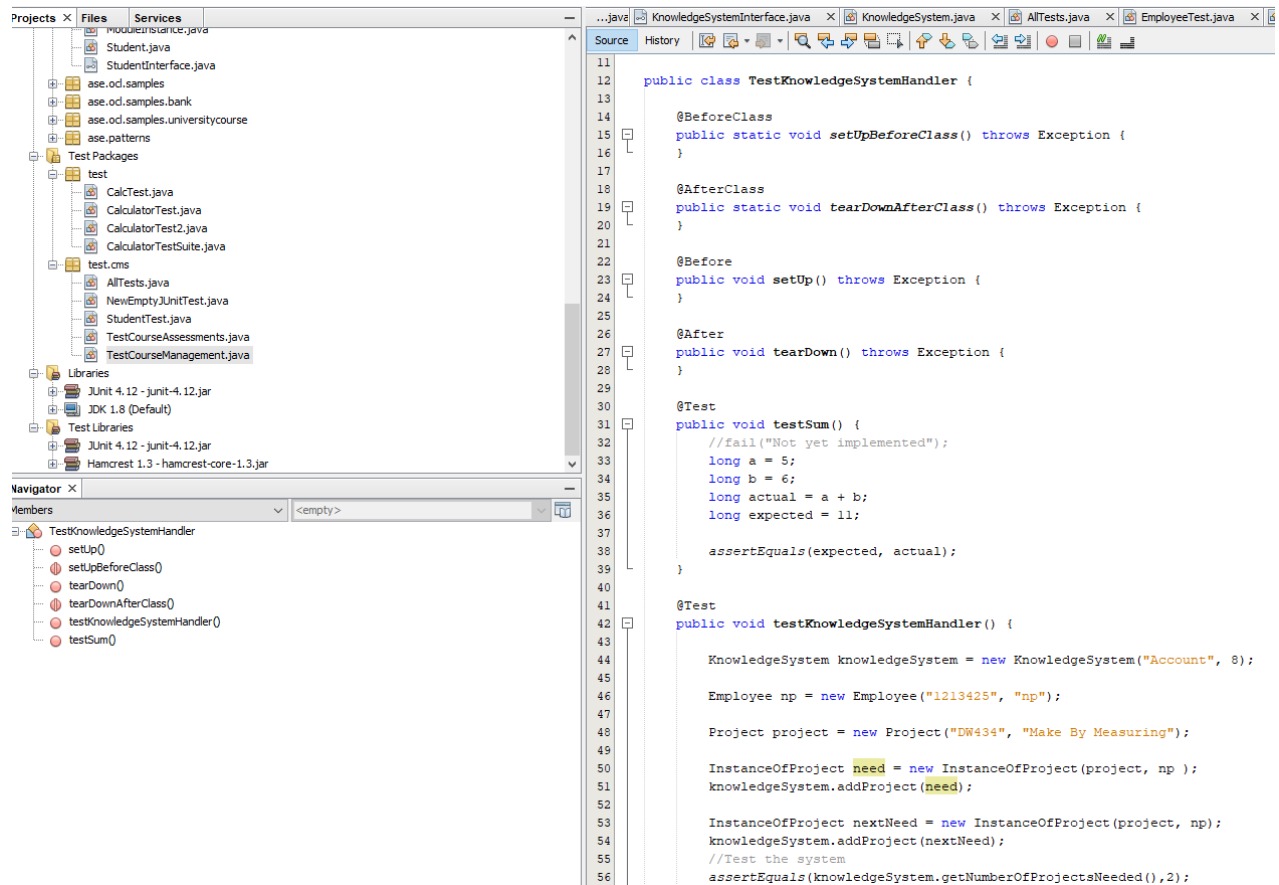 Projects × Files Services
ModuleInstance.java
Student.java
StudentInterface.java
ase.ocl.samples
ase.ocl.samples.bank
ase.ocl.samples.universitycourse
ase.patterns
Test Packages
test
CalcTest.java
CalculatorTest.java
CalculatorTest2.java
CalculatorTestSuite.java
test.cms
AllTests.java
NewEmptyJUnitTest.java
StudentTest.java
TestCourseAssessments.java
TestCourseManagement.java
Libraries
JUnit 4.12 - junit-4.12.jar
JDK 1.8 (Default)
Test Libraries
JUnit 4.12 - junit-4.12.jar
Hamcrest 1.3 - hamcrest-core-1.3.jar
Navigator ×
Members <empty>
TestKnowledgeSystemHandler
setUp()
setUpBeforeClass()
tearDown()
tearDownAfterClass()
testKnowledgeSystemHandler()
testSum()
...java KnowledgeSystemInterface.java × KnowledgeSystem.java × AllTests.java × EmployeeTest.java ×
Source History
11
12 public class TestKnowledgeSystemHandler {
13
14 @BeforeClass
15 public static void setUpBeforeClass() throws Exception {
16 }
17
18 @AfterClass
19 public static void tearDownAfterClass() throws Exception {
20 }
21
22 @Before
23 public void setUp() throws Exception {
24 }
25
26 @After
27 public void tearDown() throws Exception {
28 }
29
30 @Test
31 public void testSum() {
32 //fail("Not yet implemented");
33 long a = 5;
34 long b = 6;
35 long actual = a + b;
36 long expected = 11;
37
38 assertEquals(expected, actual);
39 }
40
41 @Test
42 public void testKnowledgeSystemHandler() {
43
44 KnowledgeSystem knowledgeSystem = new KnowledgeSystem("Account", 8);
45
46 Employee np = new Employee("1213425", "np");
47
48 Project project = new Project("DW434", "Make By Measuring");
49
50 InstanceOfProject need = new InstanceOfProject(project, np );
51 knowledgeSystem.addProject(need);
52
53 InstanceOfProject nextNeed = new InstanceOfProject(project, np);
54 knowledgeSystem.addProject(nextNeed);
55 //Test the system
56 assertEquals(knowledgeSystem.getNumberOfProjectsNeeded(),2);